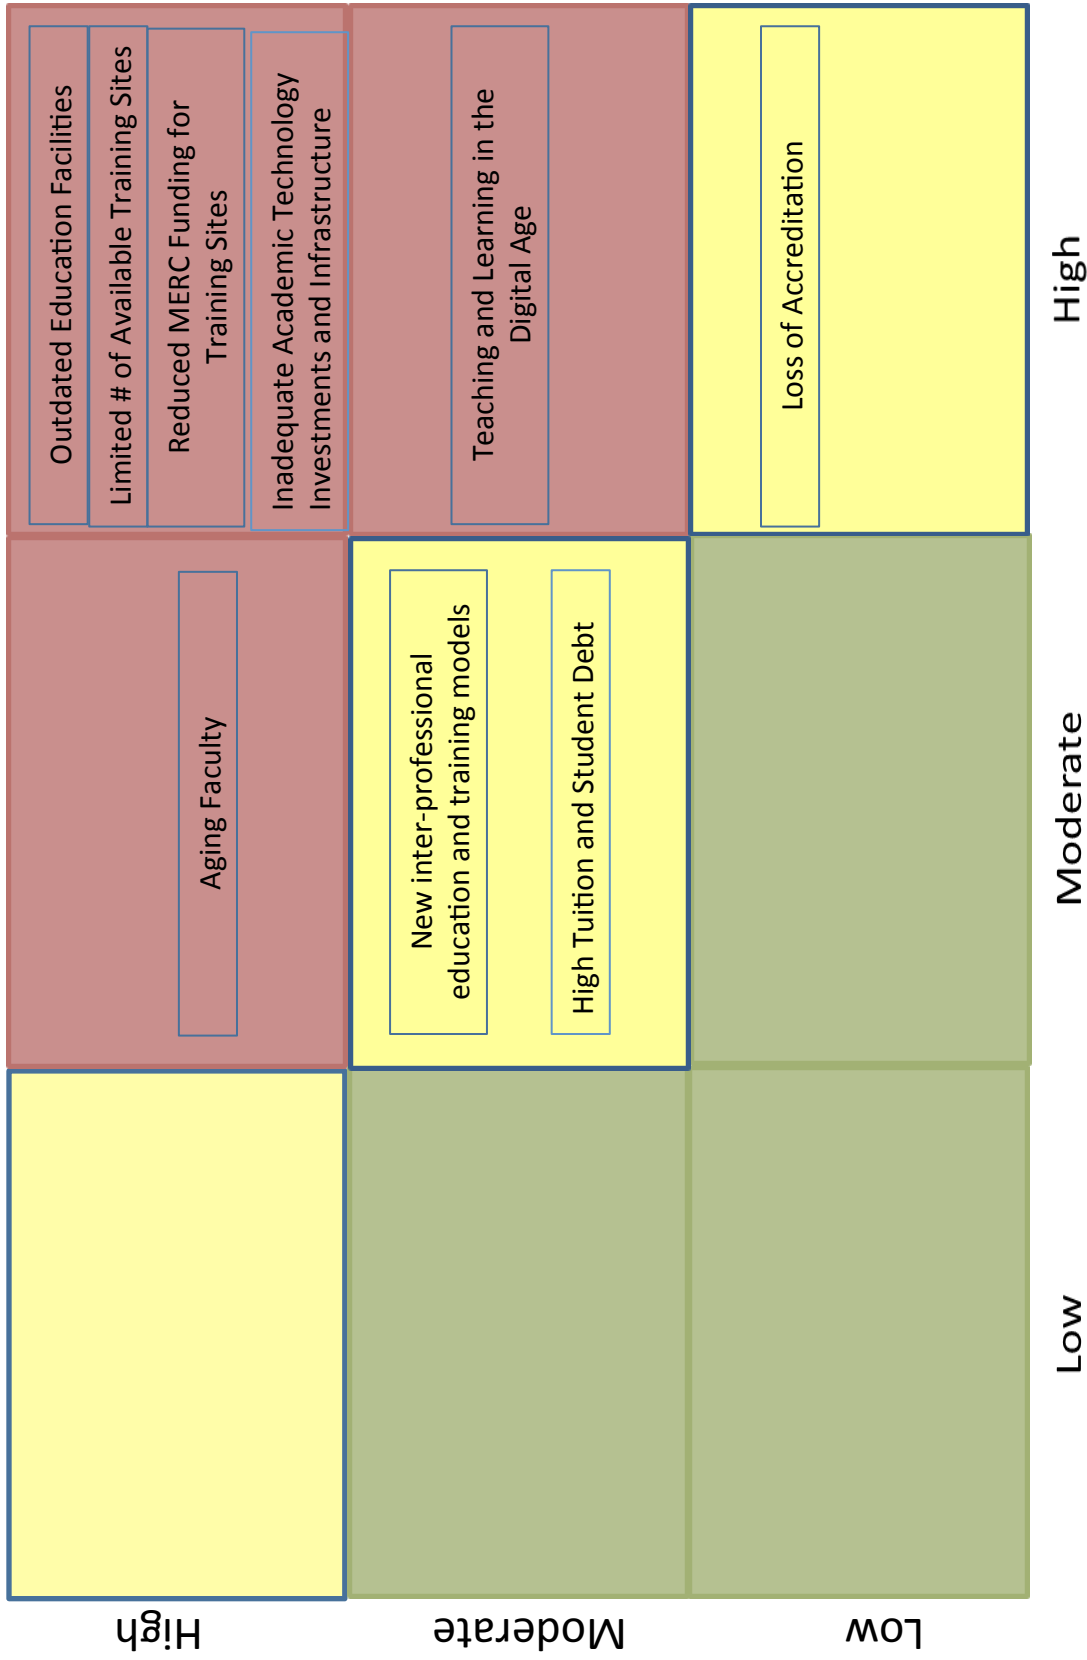 High
Outdated Education Facilities
Limited # of Available Training Sites
Reduced MERC Funding for
Training Sites
Inadequate Academic Technology
Investments and Infrastructure
Aging Faculty
Moderate
New inter-professional
education and training models
High Tuition and Student Debt
Teaching and Learning in the
Digital Age
Low
Loss of Accreditation
Low
Moderate
High